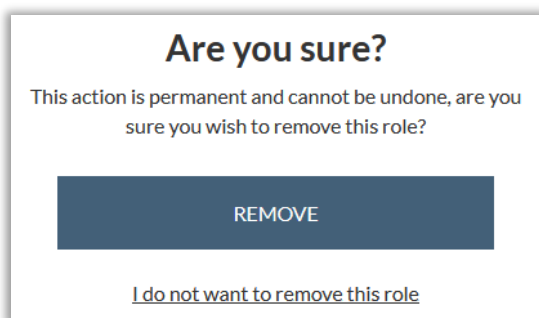 Are you sure?
This action is permanent and cannot be undone, are you
sure you wish to remove this role?
REMOVE
I do not want to remove this role